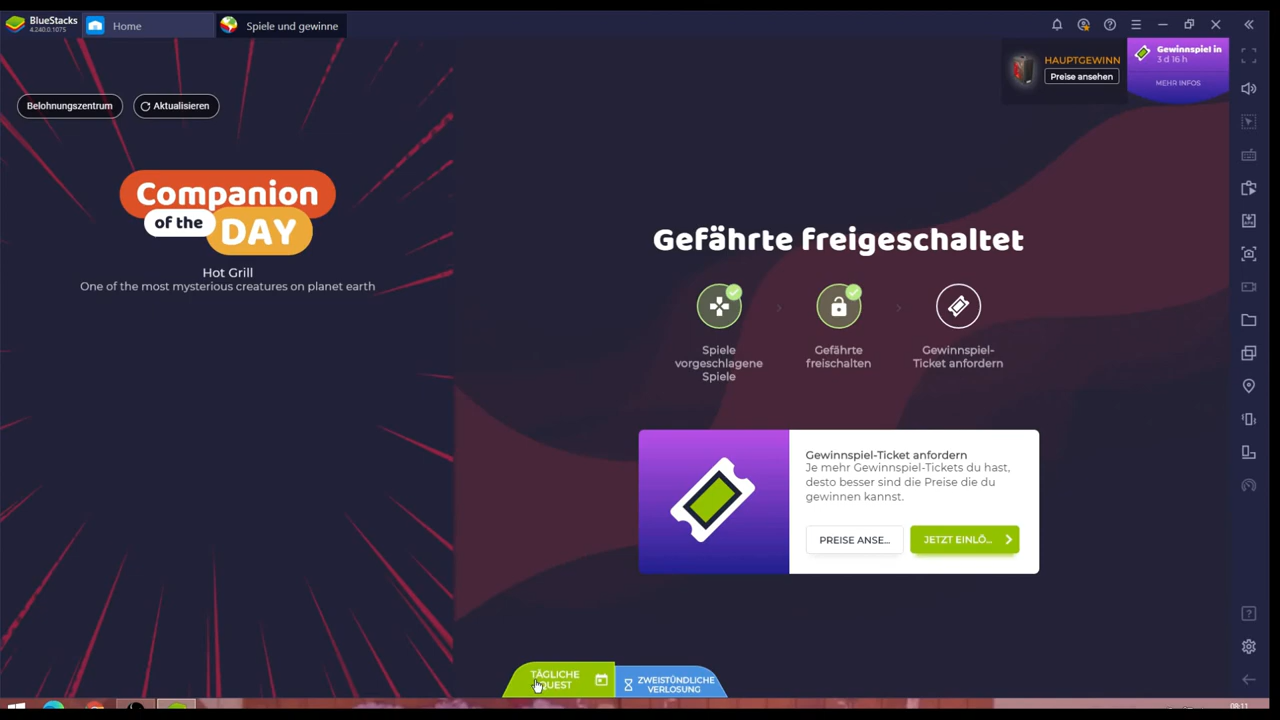 BlueStacks
4.240.0.1075
Home
Spiele und gewinne
HAUPTGEWINN
Preise ansehen
Gewinnspiel in
3 d 16 h
MEHR INFOS
Belohnungszentrum
Aktualisieren
Companion
of the
DAY
Hot Grill
One of the most mysterious creatures on planet earth
Gefährte freigeschaltet
Spiele
vorgeschlagene
Spiele
Gefährte
freischalten
Gewinnspiel-
Ticket anfordern
Gewinnspiel-Ticket anfordern
Je mehr Gewinnspiel-Tickets du hast,
desto besser sind die Preise die du
gewinnen kannst.
PREISE ANSE...
JETZT EINLÖ...
TÄGLICHE
ZWEISTÜNDLICHE
VERLOSUNG
08:11